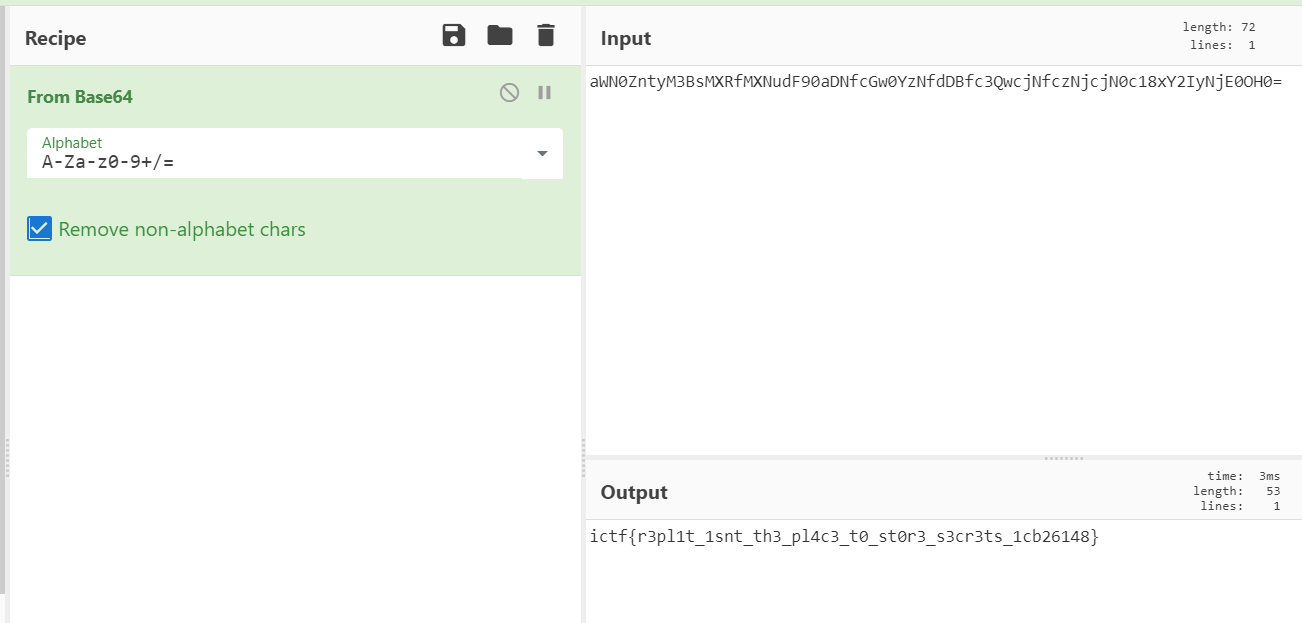 Recipe
From Base64
Alphabet
A-Za-z0-9+/=
Remove non-alphabet chars
Input
length: 72
lines: 1
aWN0ZntyM3BsMXRfMXNudF90aDNfcGw0YzNfdDBfc3QwcjNfczNjcjN0c18xY2IyNjE0OH0=
Output
time: 3ms
length: 53
lines: 1
ictf{r3pl1t_1snt_th3_pl4c3_t0_st0r3_s3cr3ts_1cb26148}